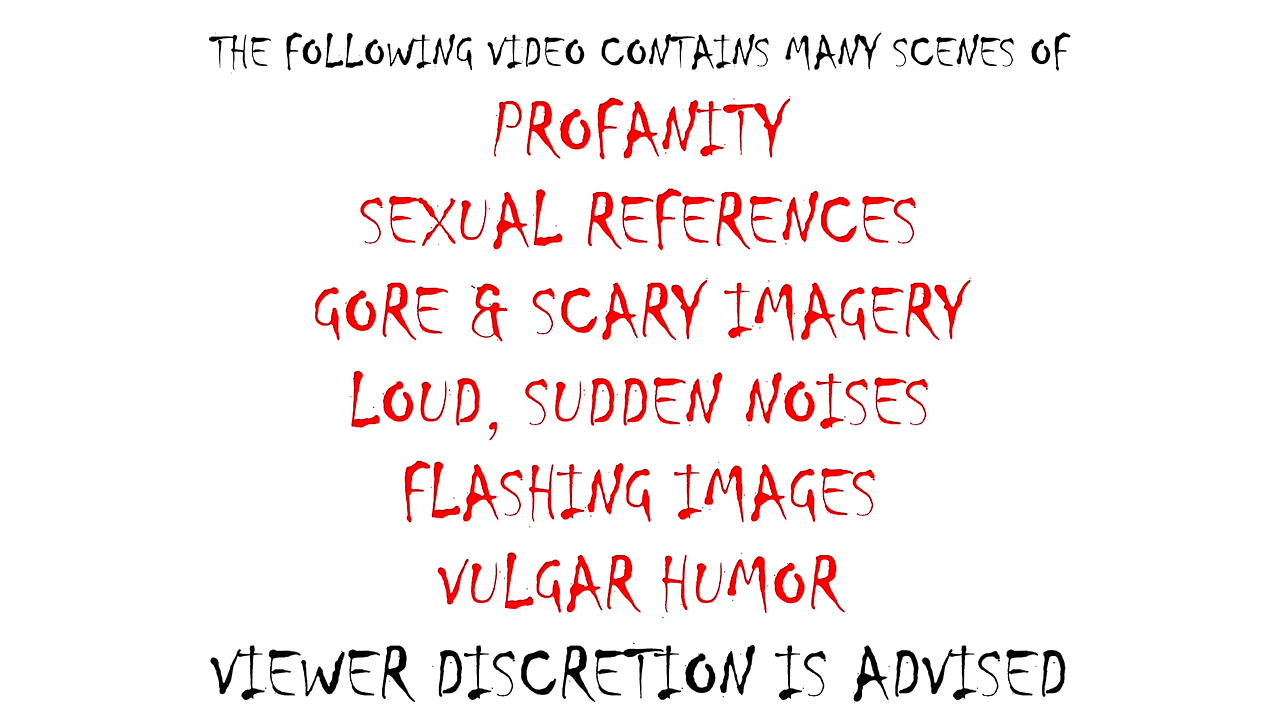 THE FOLLOWING VIDEO CONTAINS MANY SCENES OF
PROFANITY
SEXUAL REFERENCES
GORE & SCARY IMAGERY
LOUD, SUDDEN NOISES
FLASHING IMAGES
VULGAR HUMOR
VIEWER DISCRETION IS ADVISED